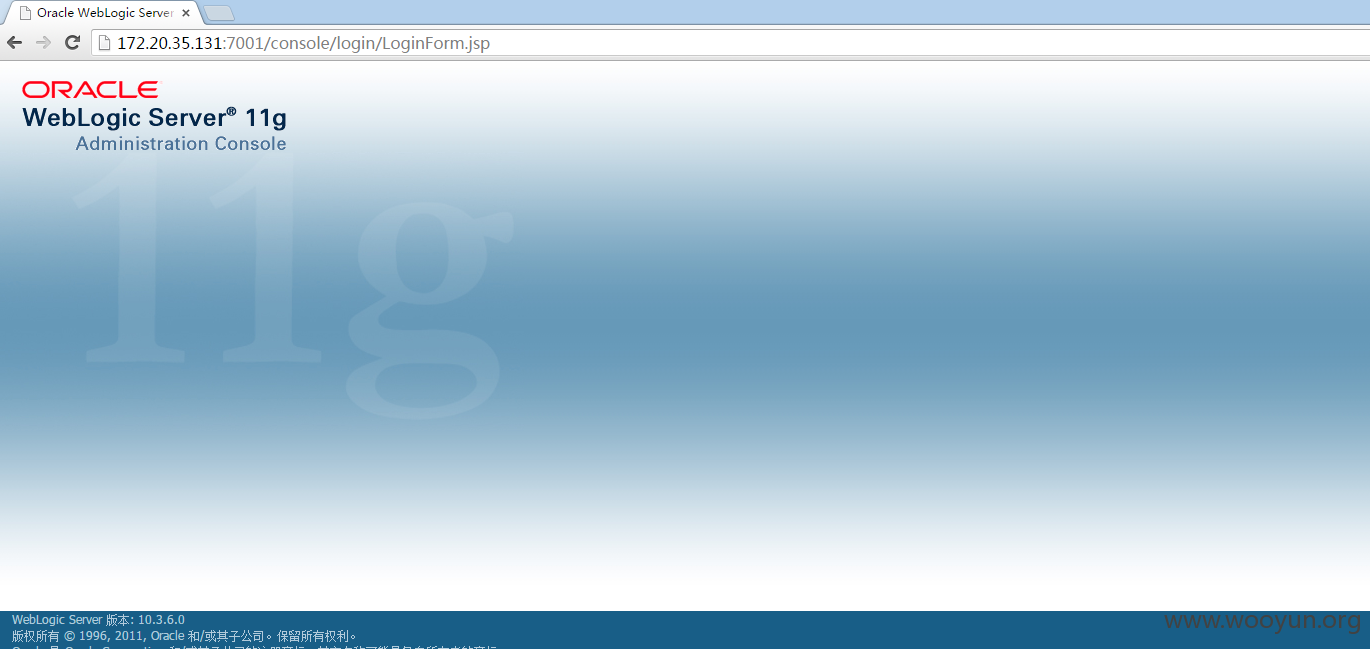 Oracle WebLogic Server
172.20.35.131:7001/console/login/LoginForm.jsp
ORACLE
WebLogic Server® 11g
Administration Console
11g
WebLogic Server 版本: 10.3.6.0
版权所有 © 1996, 2011, Oracle 和/或其子公司。保留所有权利。
www.wooyun.org